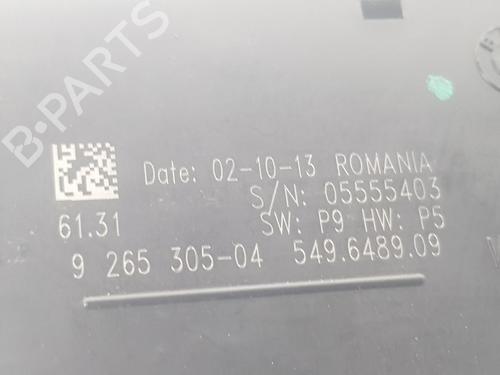 B-PARTS
Date: 02-10-13 ROMANIA
S/N: 05555403
61.31 SW: P9 HW: P5
9 265 305-04 549.6489.09